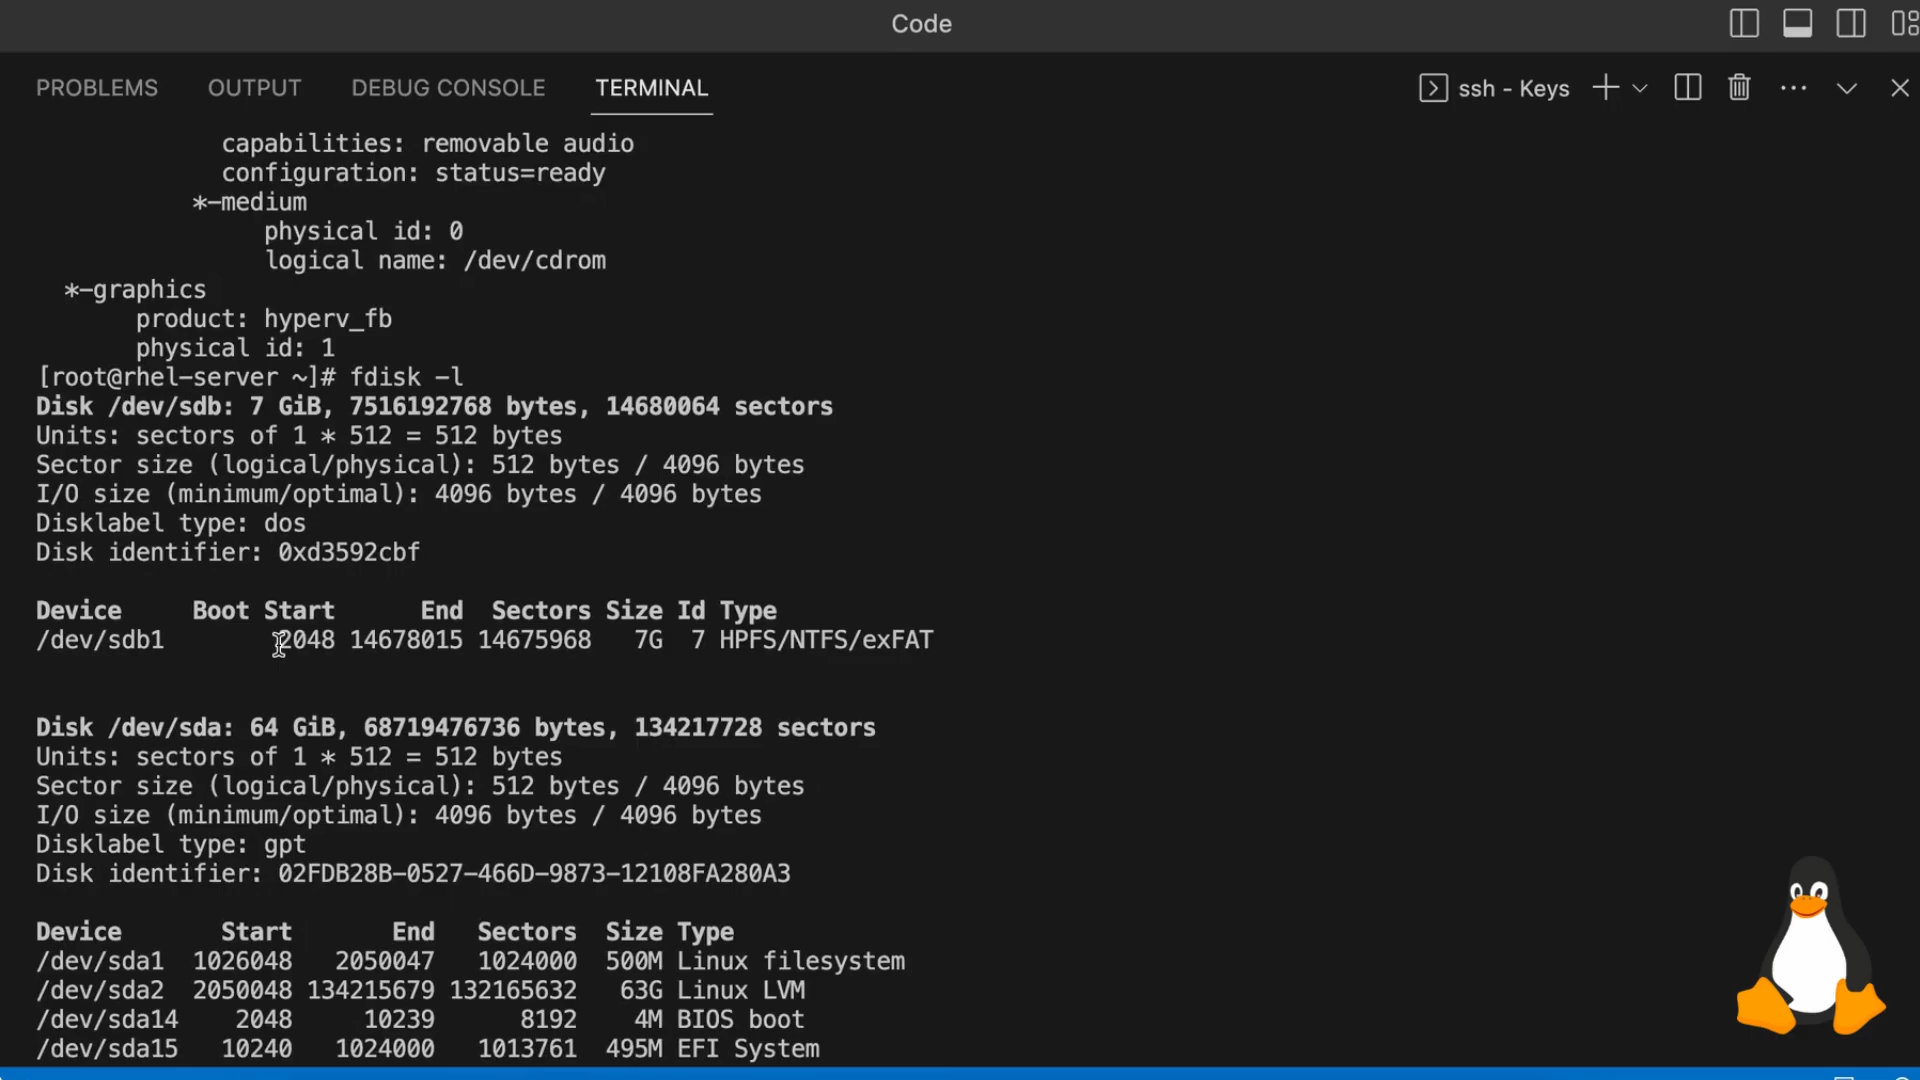 Code
PROBLEMS OUTPUT DEBUG CONSOLE TERMINAL ssh - Keys
capabilities: removable audio
configuration: status=ready
*-medium
physical id: 0
logical name: /dev/cdrom
*-graphics
product: hyperv_fb
physical id: 1
[root@rhel-server ~]# fdisk -l
Disk /dev/sdb: 7 GiB, 7516192768 bytes, 14680064 sectors
Units: sectors of 1 * 512 = 512 bytes
Sector size (logical/physical): 512 bytes / 4096 bytes
I/O size (minimum/optimal): 4096 bytes / 4096 bytes
Disklabel type: dos
Disk identifier: 0xd3592cbf
Device Boot Start End Sectors Size Id Type
/dev/sdb1 2048 14678015 14675968 7G 7 HPFS/NTFS/exFAT
Disk /dev/sda: 64 GiB, 68719476736 bytes, 134217728 sectors
Units: sectors of 1 * 512 = 512 bytes
Sector size (logical/physical): 512 bytes / 4096 bytes
I/O size (minimum/optimal): 4096 bytes / 4096 bytes
Disklabel type: gpt
Disk identifier: 02FDB28B-0527-466D-9873-12108FA280A3
Device Start End Sectors Size Type
/dev/sda1 1026048 2050047 1024000 500M Linux filesystem
/dev/sda2 2050048 134215679 132165632 63G Linux LVM
/dev/sda14 2048 10239 8192 4M BIOS boot
/dev/sda15 10240 1024000 1013761 495M EFI System